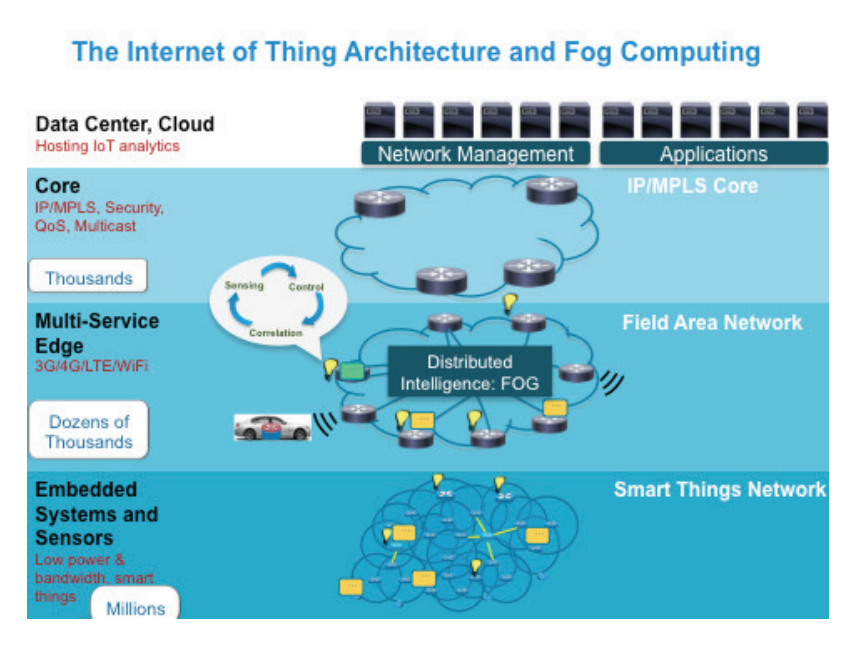 The Internet of Thing Architecture and Fog Computing
Data Center, Cloud
Hosting IoT analytics
Network Management
Applications
Core
IP/MPLS, Security,
QoS, Multicast
IP/MPLS Core
Thousands
Sensing
Control
Correlation
Multi-Service
Edge
3G/4G/LTE/WiFi
Field Area Network
Distributed
Intelligence: FOG
Dozens of
Thousands
Embedded
Systems and
Sensors
Low power &
bandwidth, smart
things
Smart Things Network
Millions